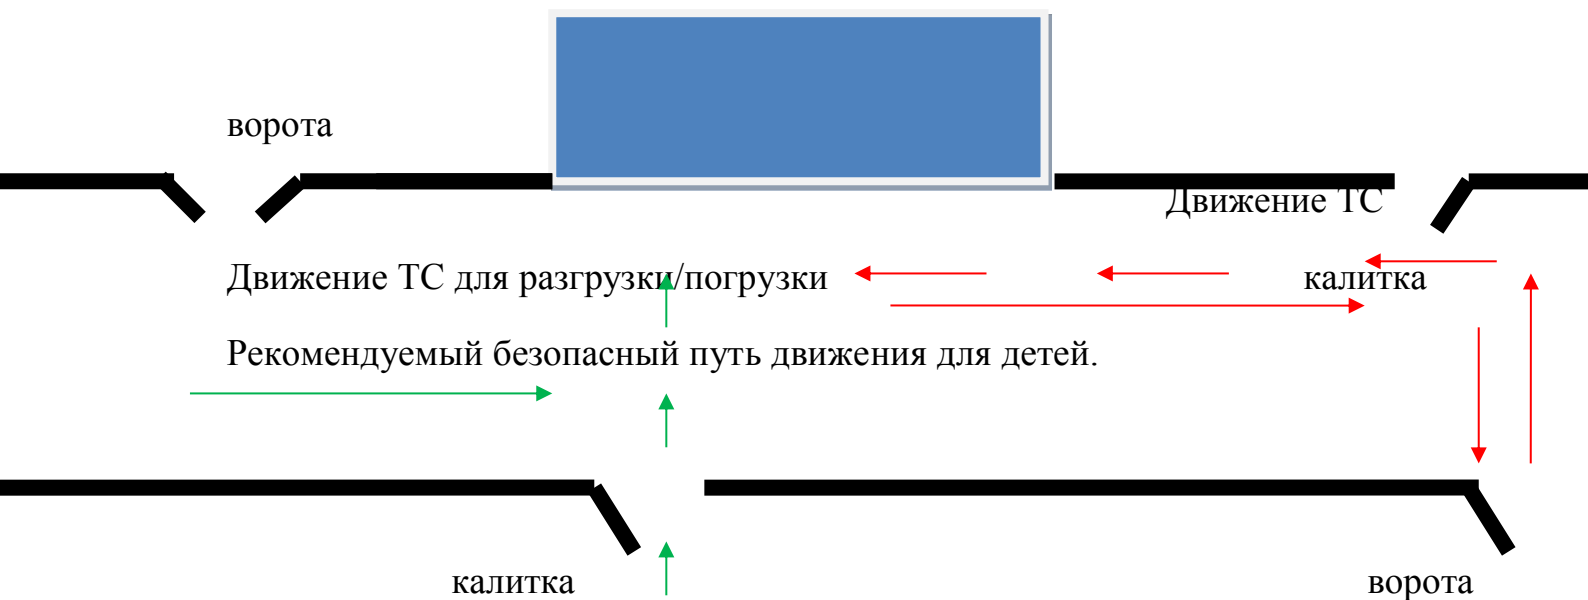 ворота
Движение ТС
Движение ТС для разгрузки/погрузки
калитка
Рекомендуемый безопасный путь движения для детей.
калитка
ворота